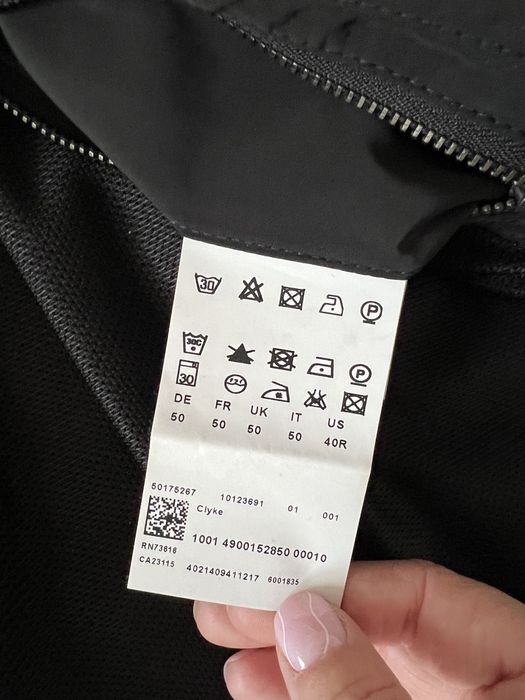 30
P
30C
P
30
DE FR UK IT US
50 50 50 50 40R
50175267 10123691 01 001
Clyke
1001 4900152850 00010
RN73616
CA23115 4021409411217 6001835